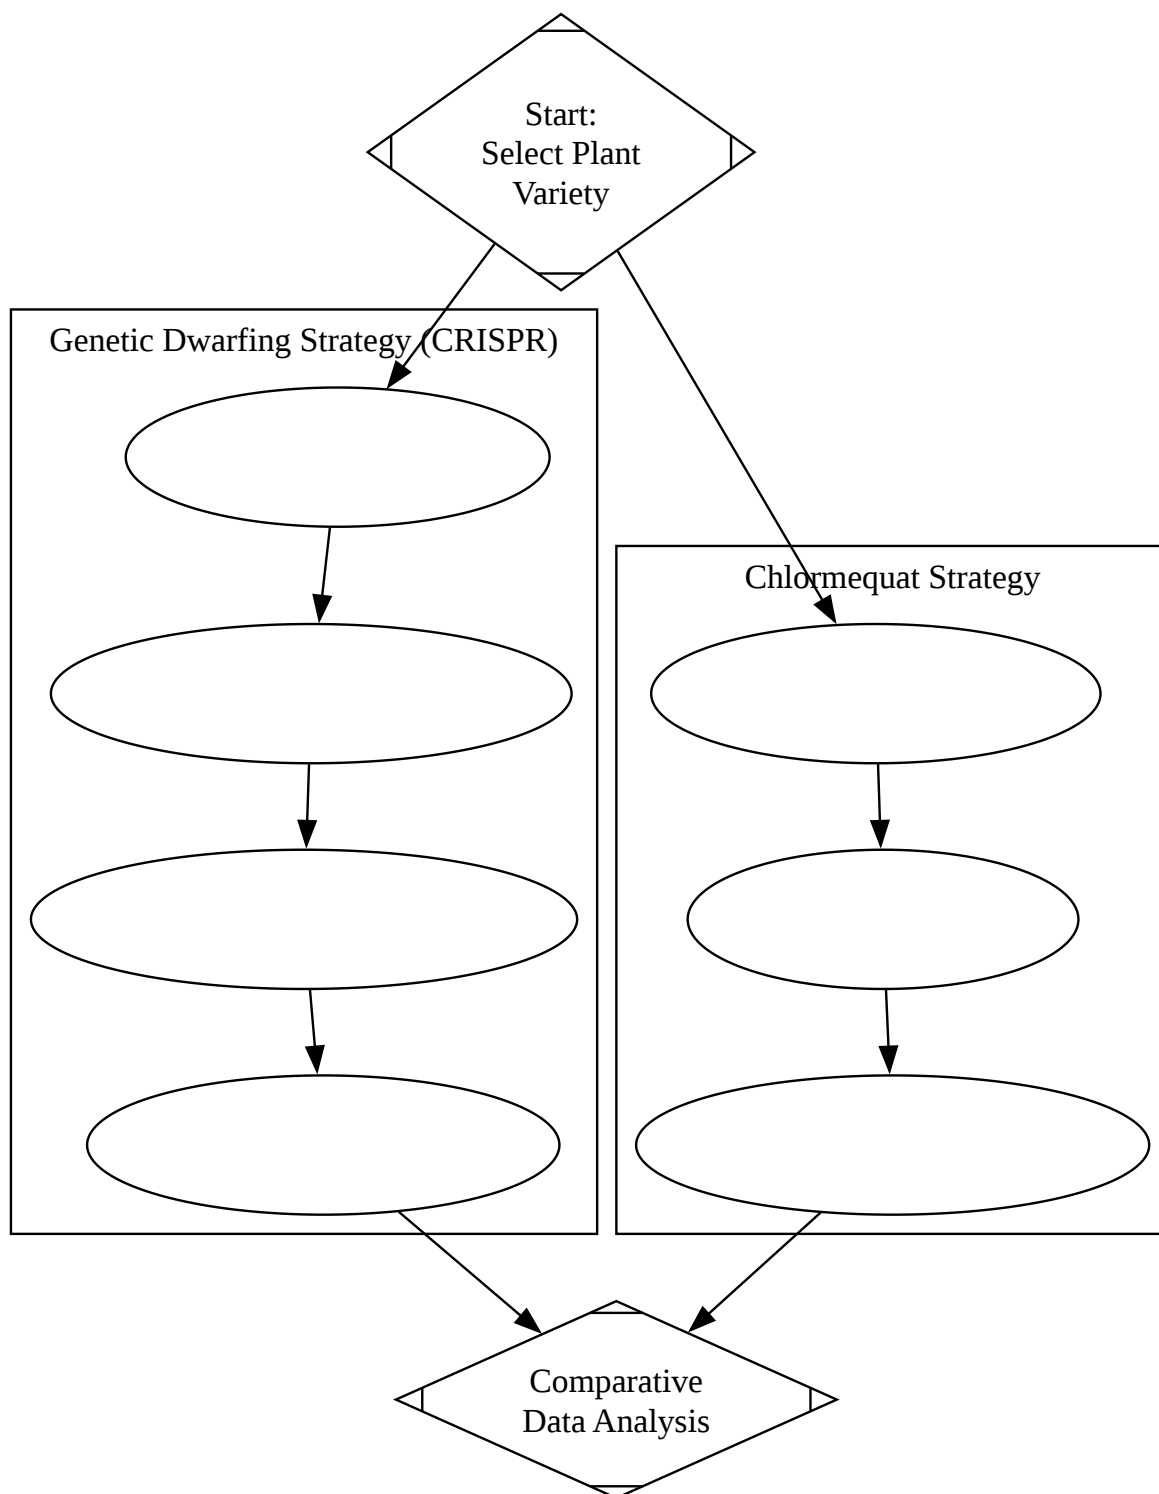 Start:
Select Plant
Variety
Genetic Dwarfing Strategy (CRISPR)
Chlormequat Strategy
Comparative
Data Analysis